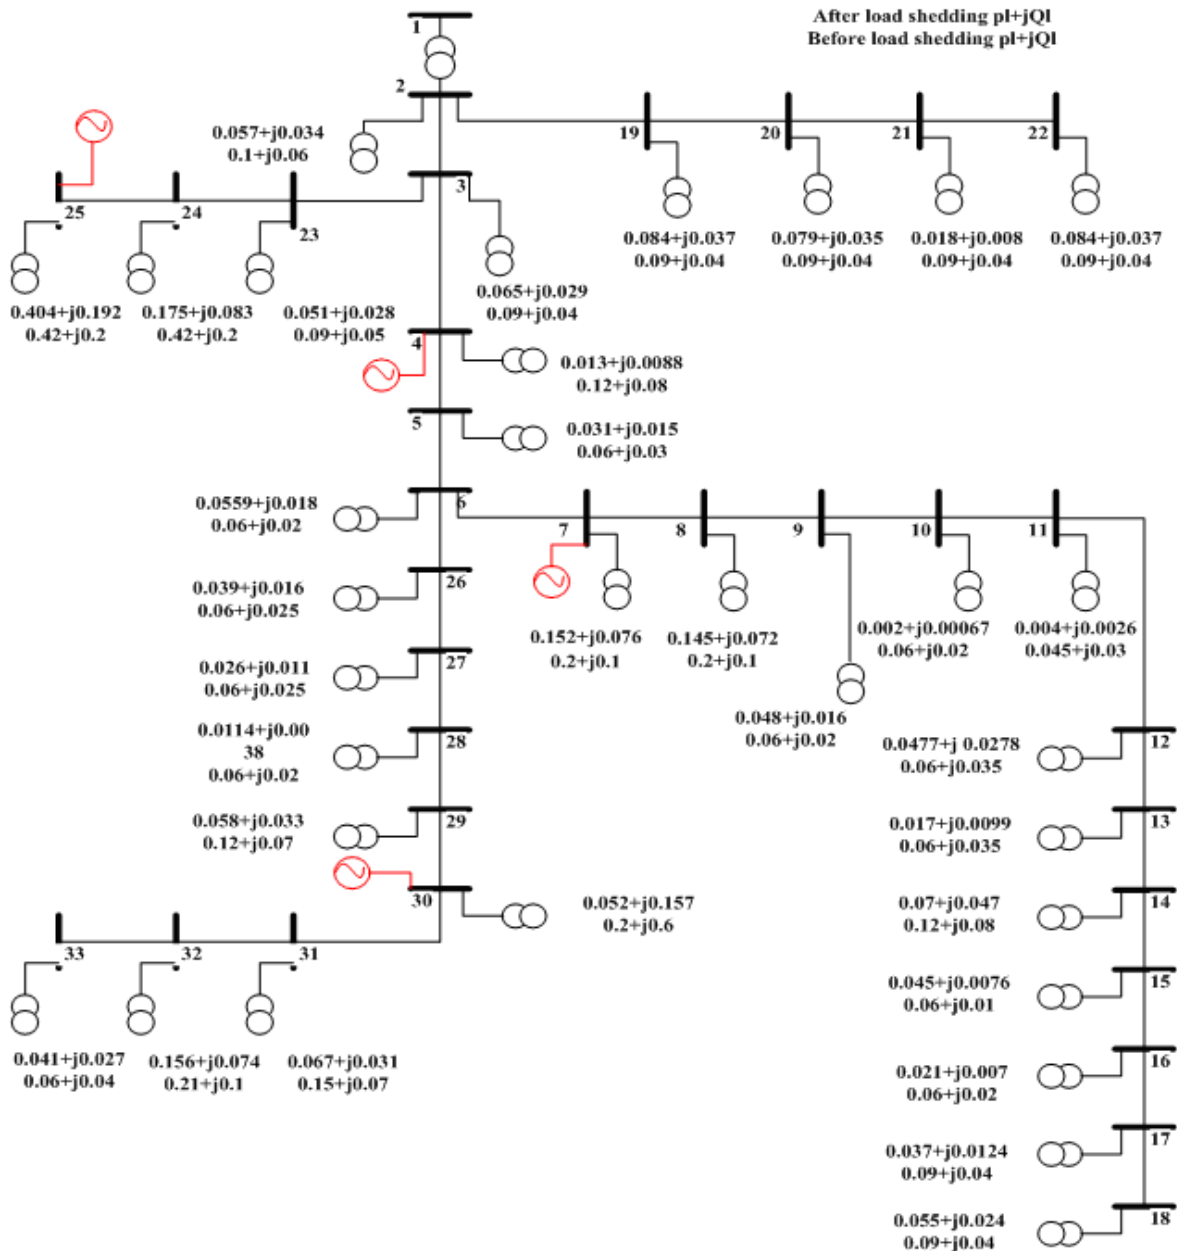 After load shedding pl+jQl
Before load shedding pl+jQl
1
2
0.057+j0.034
0.1+j0.06
19
20
21
22
3
25
24
23
0.084+j0.037
0.09+j0.04
0.079+j0.035
0.09+j0.04
0.018+j0.008
0.09+j0.04
0.084+j0.037
0.09+j0.04
0.404+j0.192
0.42+j0.2
0.175+j0.083
0.42+j0.2
0.051+j0.028
0.09+j0.05
0.065+j0.029
0.09+j0.04
4
0.013+j0.0088
0.12+j0.08
5
0.031+j0.015
0.06+j0.03
0.0559+j0.018
0.06+j0.02
6
7
8
9
10
11
0.039+j0.016
0.06+j0.025
26
0.152+j0.076
0.2+j0.1
0.145+j0.072
0.2+j0.1
0.002+j0.00067
0.06+j0.02
0.004+j0.0026
0.045+j0.03
0.026+j0.011
0.06+j0.025
27
0.048+j0.016
0.06+j0.02
0.0114+j0.00
38
0.06+j0.02
28
0.0477+j 0.0278
0.06+j0.035
12
0.058+j0.033
0.12+j0.07
29
0.017+j0.0099
0.06+j0.035
13
30
0.052+j0.157
0.2+j0.6
0.07+j0.047
0.12+j0.08
14
33
32
31
0.045+j0.0076
0.06+j0.01
15
0.041+j0.027
0.06+j0.04
0.156+j0.074
0.21+j0.1
0.067+j0.031
0.15+j0.07
0.021+j0.007
0.06+j0.02
16
0.037+j0.0124
0.09+j0.04
17
0.055+j0.024
0.09+j0.04
18